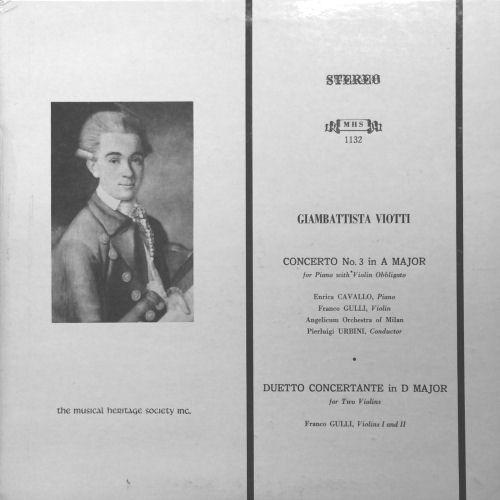 STEREO
MHS
1132
GIAMBATTISTA VIOTTI
CONCERTO No. 3 in A MAJOR
for Piano with Violin Obbligato
Enrica CAVALLO, Piano
Franco GULLI, Violin
Angelicum Orchestra of Milan
Pierluigi URBINI, Conductor
•
DUETTO CONCERTANTE in D MAJOR
for Two Violins
Franco GULLI, Violins I and II
the musical heritage society inc.